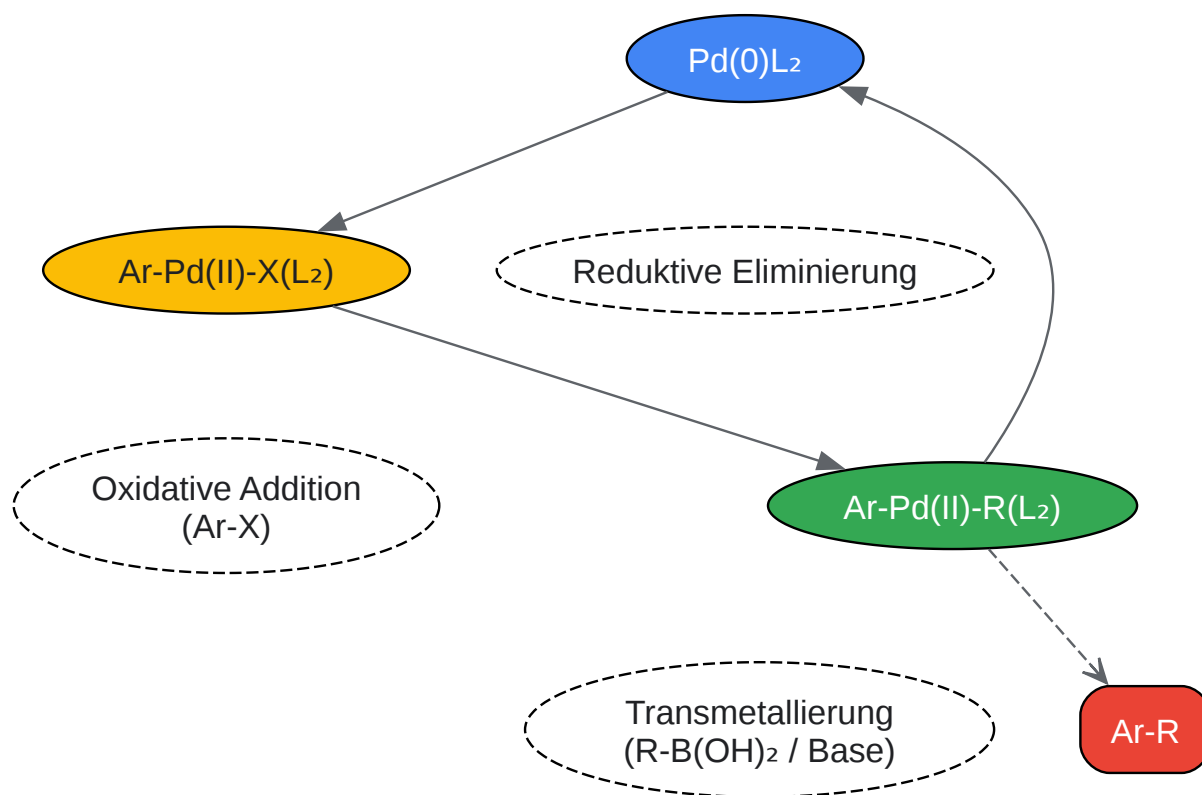 Pd(0)L₂
Ar-Pd(II)-X(L₂)
Reduktive Eliminierung
Oxidative Addition
(Ar-X)
Ar-Pd(II)-R(L₂)
Transmetallierung
(R-B(OH)₂ / Base)
Ar-R